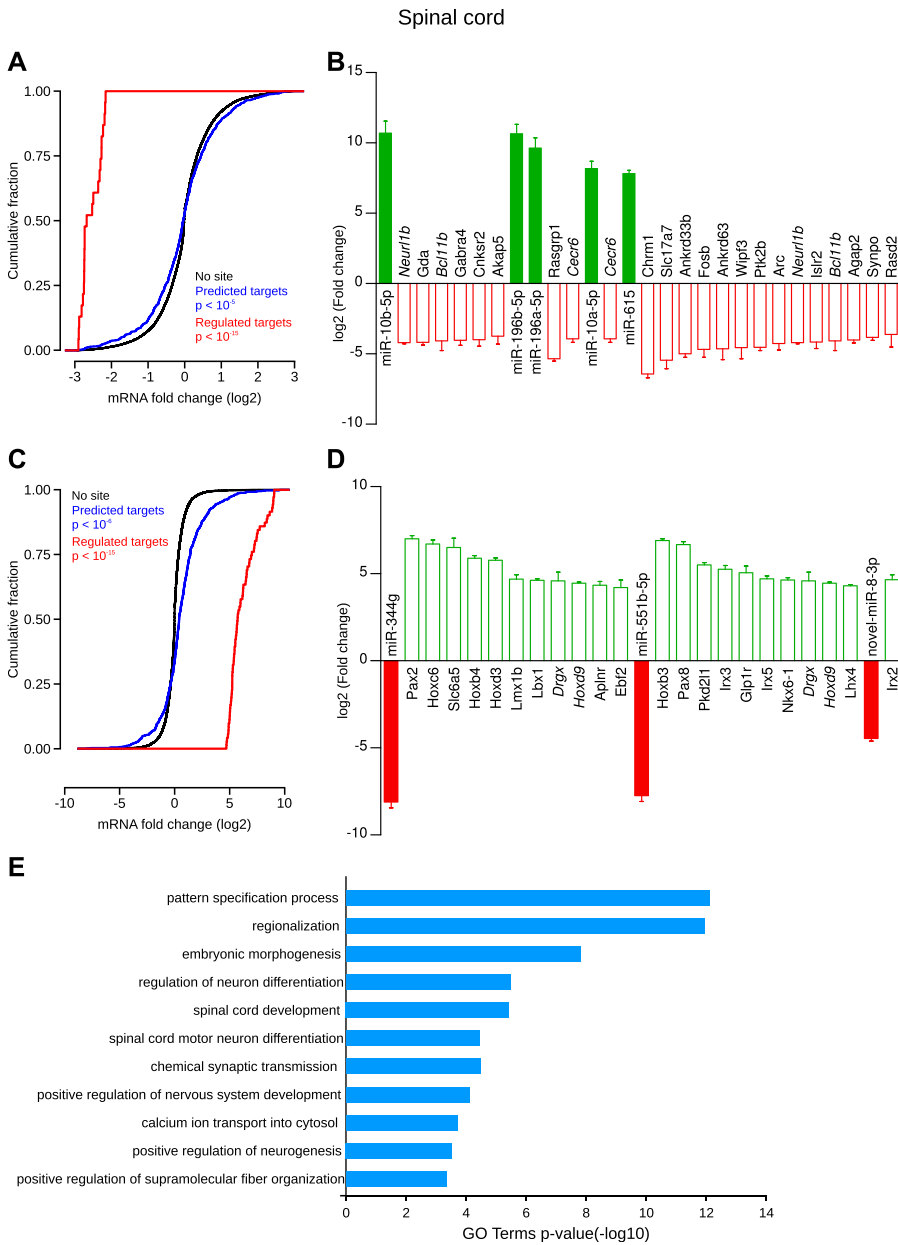 Spinal cord
A
1.00
0.75
0.50
0.25
0.00
Cumulative fraction
No site
Predicted targets
p < 10-5
Regulated targets
p < 10-15
-3 -2 -1 0 1 2 3
mRNA fold change (log2)
B
15
10
5
0
-5
-10
log2 (Fold change)
miR-10b-5p
Neurl1b
Gda
Bcl11b
Gabra4
Cnksr2
Akap5
miR-196b-5p
miR-196a-5p
Rasgrp1
Cecr6
miR-10a-5p
Cecr6
miR-615
Chrm1
Slc17a7
Ankrd33b
Fosb
Ankrd63
Wipf3
Ptk2b
Arc
Neurl1b
Islr2
Bcl11b
Agap2
Synpo
Rasd2
C
1.00
0.75
0.50
0.25
0.00
Cumulative fraction
No site
Predicted targets
p < 10-6
Regulated targets
p < 10-15
-10 -5 0 5 10
mRNA fold change (log2)
D
10
5
0
-5
-10
log2 (Fold change)
miR-344g
Pax2
Hoxc6
Slc6a5
Hoxb4
Hoxd3
Lmx1b
Lbx1
Drgx
Hoxd9
Aplnr
Ebf2
miR-551b-5p
Hoxb3
Pax8
Pkd2l1
Irx3
Glp1r
Irx5
Nkx6-1
Drgx
Hoxd9
Lhx4
novel-miR-8-3p
Irx2
E
pattern specification process
regionalization
embryonic morphogenesis
regulation of neuron differentiation
spinal cord development
spinal cord motor neuron differentiation
chemical synaptic transmission
positive regulation of nervous system development
calcium ion transport into cytosol
positive regulation of neurogenesis
positive regulation of supramolecular fiber organization
0 2 4 6 8 10 12 14
GO Terms p-value(-log10)